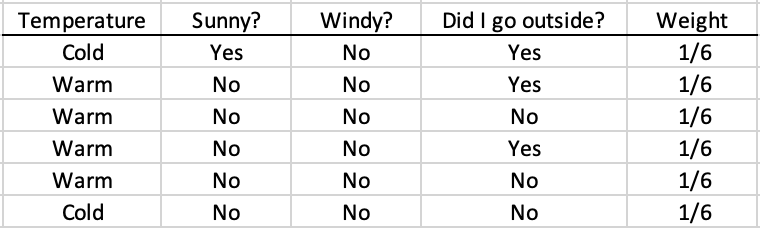 Temperature Sunny? Windy? Did I go outside? Weight
Cold Yes No Yes 1/6
Warm No No Yes 1/6
Warm No No No 1/6
Warm No No Yes 1/6
Warm No No No 1/6
Cold No No No 1/6